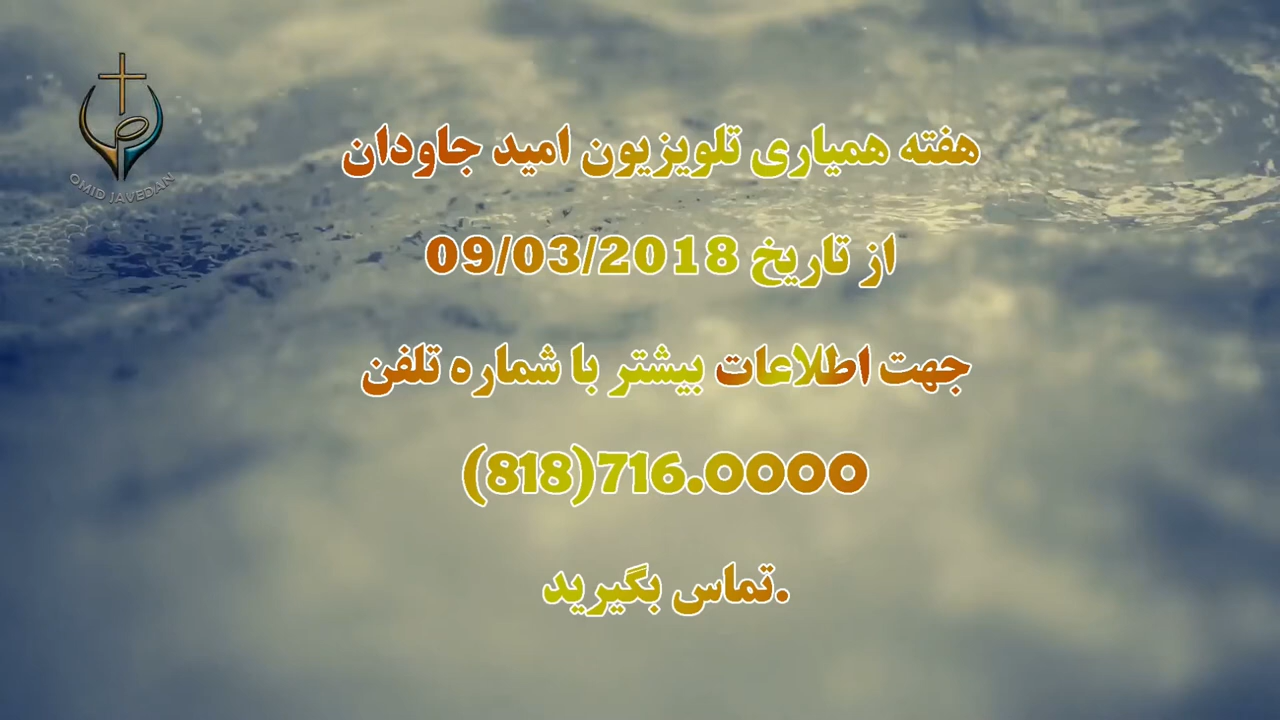 OMID JAVEDAN
هفته همیاری تلویزیون امید جاودان
از تاریخ 09/03/2018
جهت اطلاعات بیشتر با شماره تلفن
(818)716.0000
.تماس بگیرید